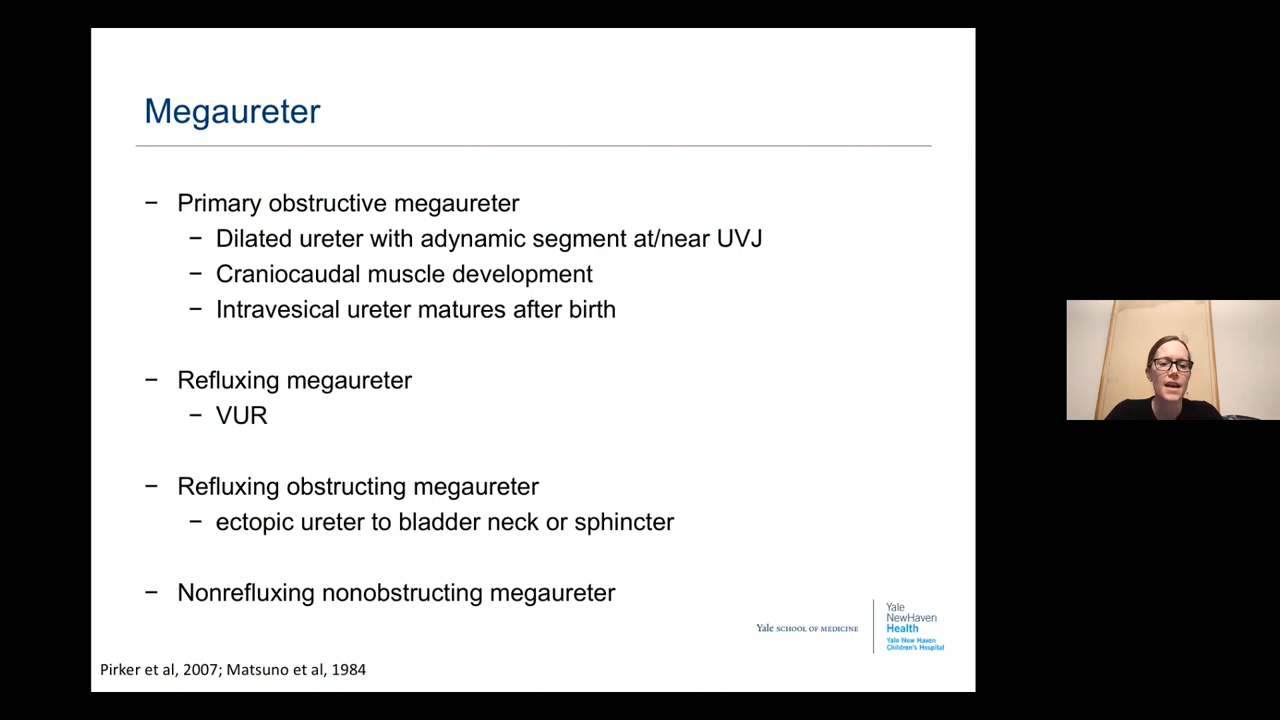 Megaureter
− Primary obstructive megaureter
− Dilated ureter with adynamic segment at/near UVJ
− Craniocaudal muscle development
− Intravesical ureter matures after birth
− Refluxing megaureter
− VUR
− Refluxing obstructing megaureter
− ectopic ureter to bladder neck or sphincter
− Nonrefluxing nonobstructing megaureter
Yale SCHOOL OF MEDICINE
Yale
NewHaven
Health
Yale New Haven
Children's Hospital
Pirker et al, 2007; Matsuno et al, 1984